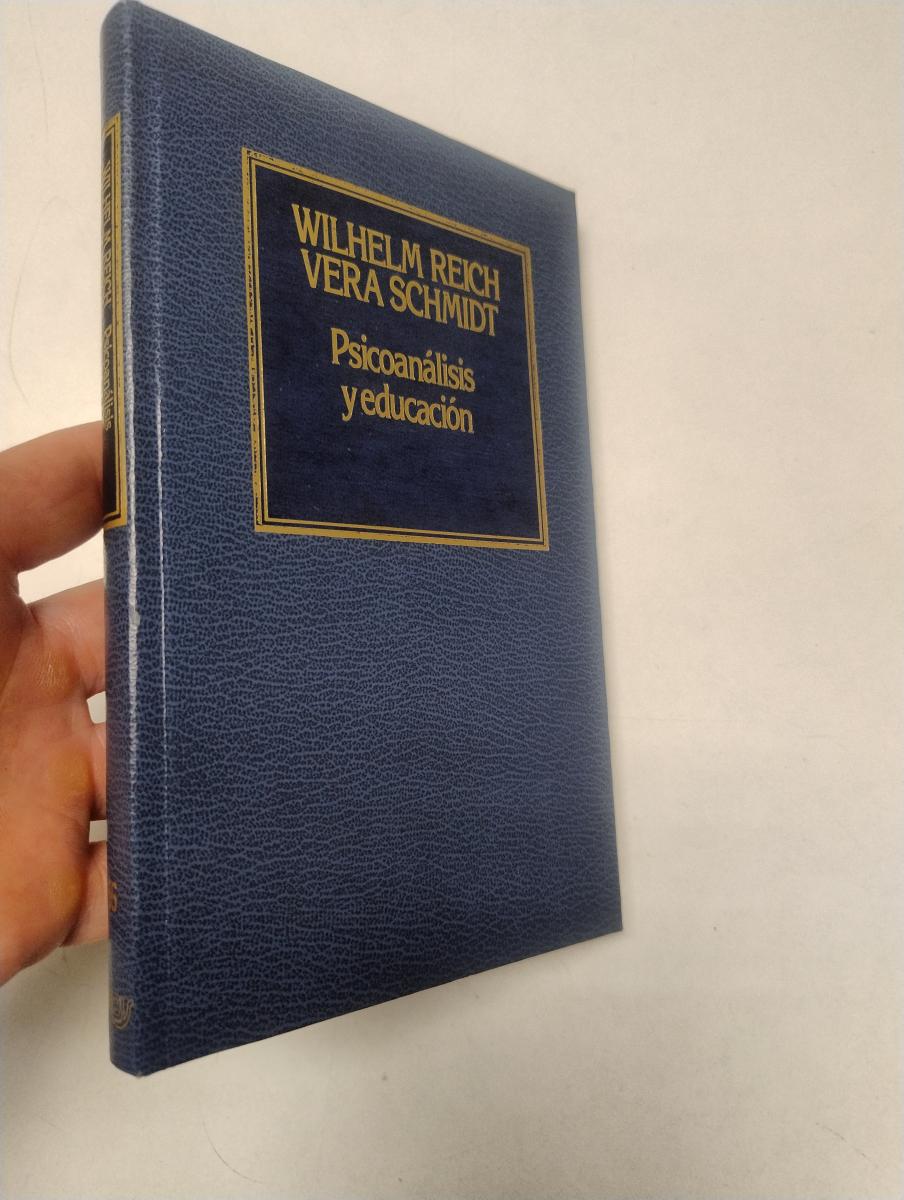 WILHELM REICH
VERA SCHMIDT
Psicoanálisis
y educación
WILHELM REICH Psicoanálisis